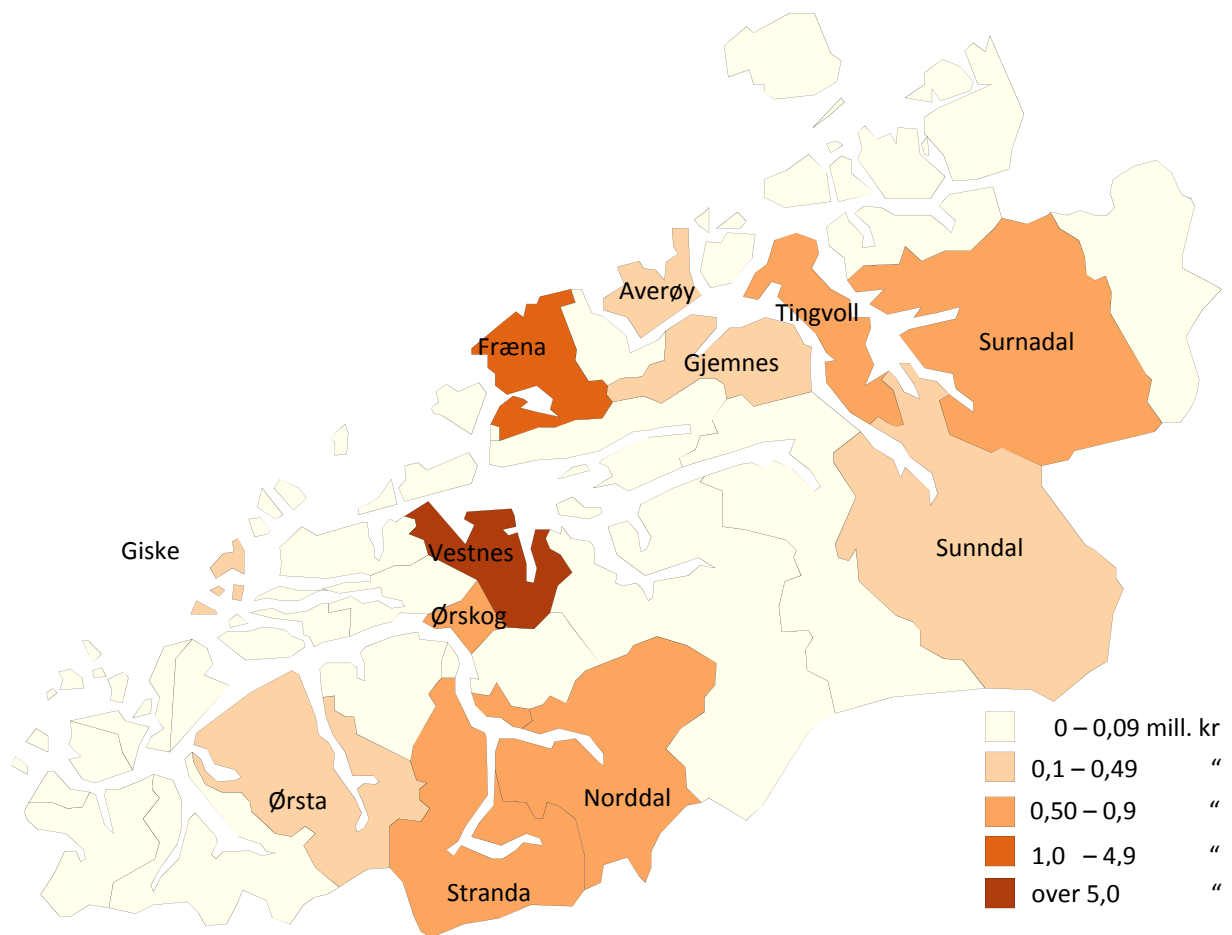 Averøy
Tingvoll
Fræna
Surnadal
Gjemnes
Giske
Vestnes
Sunndal
Ørskog
0 – 0,09 mill. kr
0,1 – 0,49 “
Ørsta
Norddal
0,50 – 0,9 “
1,0 – 4,9 “
Stranda
over 5,0 “